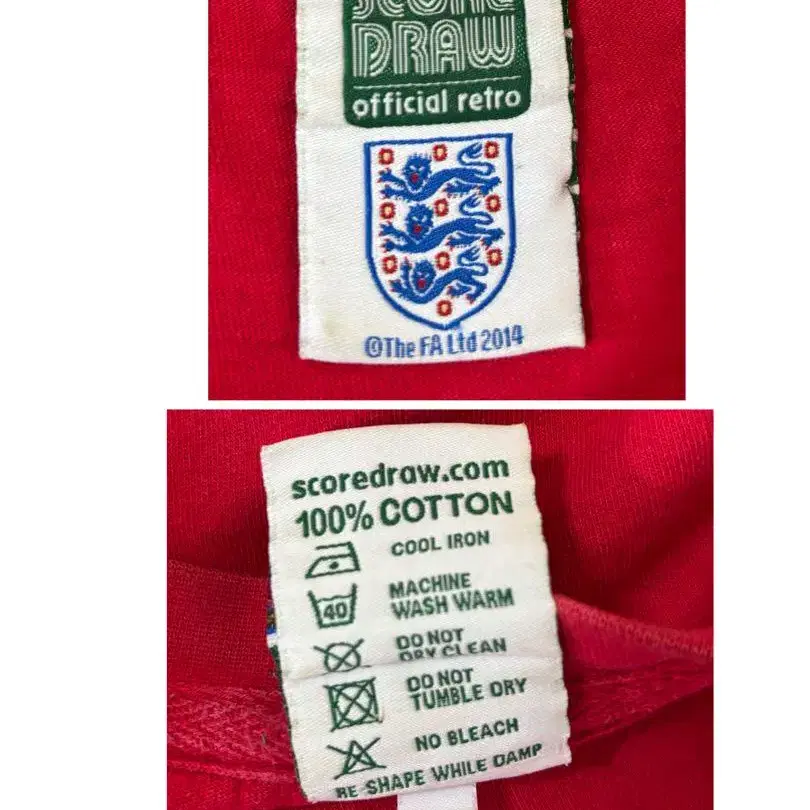 SCORE
DRAW
official retro
©The FA Ltd 2014
scoredraw.com
100% COTTON
COOL IRON
MACHINE
40
WASH WARM
DO NOT
DRY CLEAN
DO NOT
TUMBLE DRY
NO BLEACH
RE SHAPE WHILE DAMP